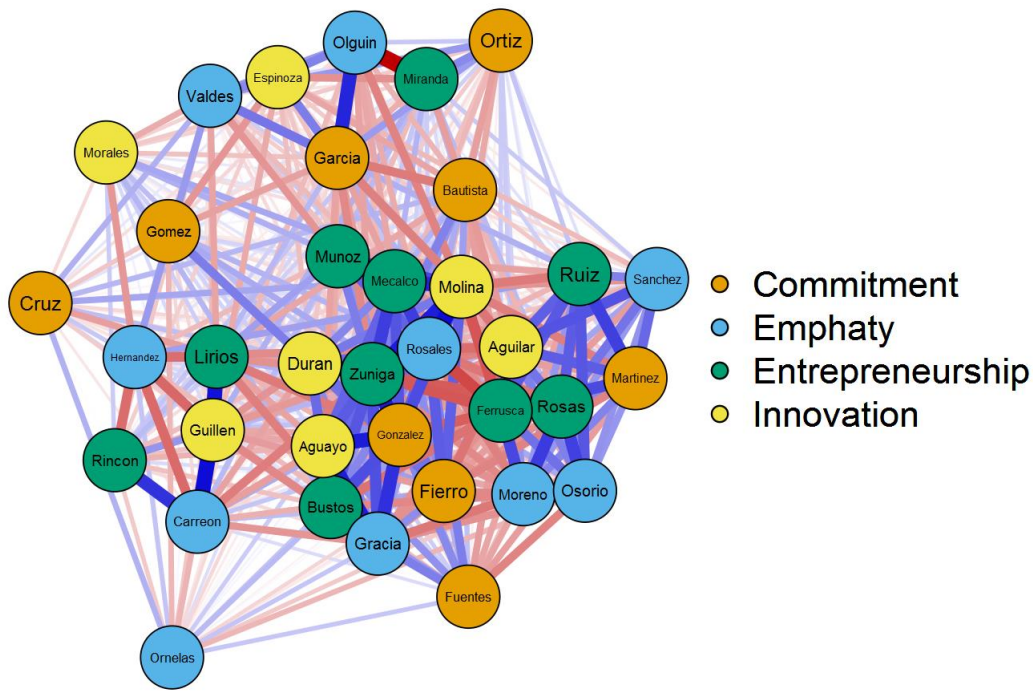 Olguin
Ortiz
Espinoza
Miranda
Valdes
Morales
Garcia
Bautista
Gomez
Munoz
Mecalco
Molina
Ruiz
Sanchez
Cruz
Hernandez
Lirios
Duran
Zuniga
Rosales
Aguilar
Martinez
Ferrusca
Rosas
Guillen
Aguayo
Gonzalez
Rincon
Carreon
Bustos
Fierro
Moreno
Osorio
Gracia
Fuentes
Ornelas
Commitment
Emphaty
Entrepreneurship
Innovation